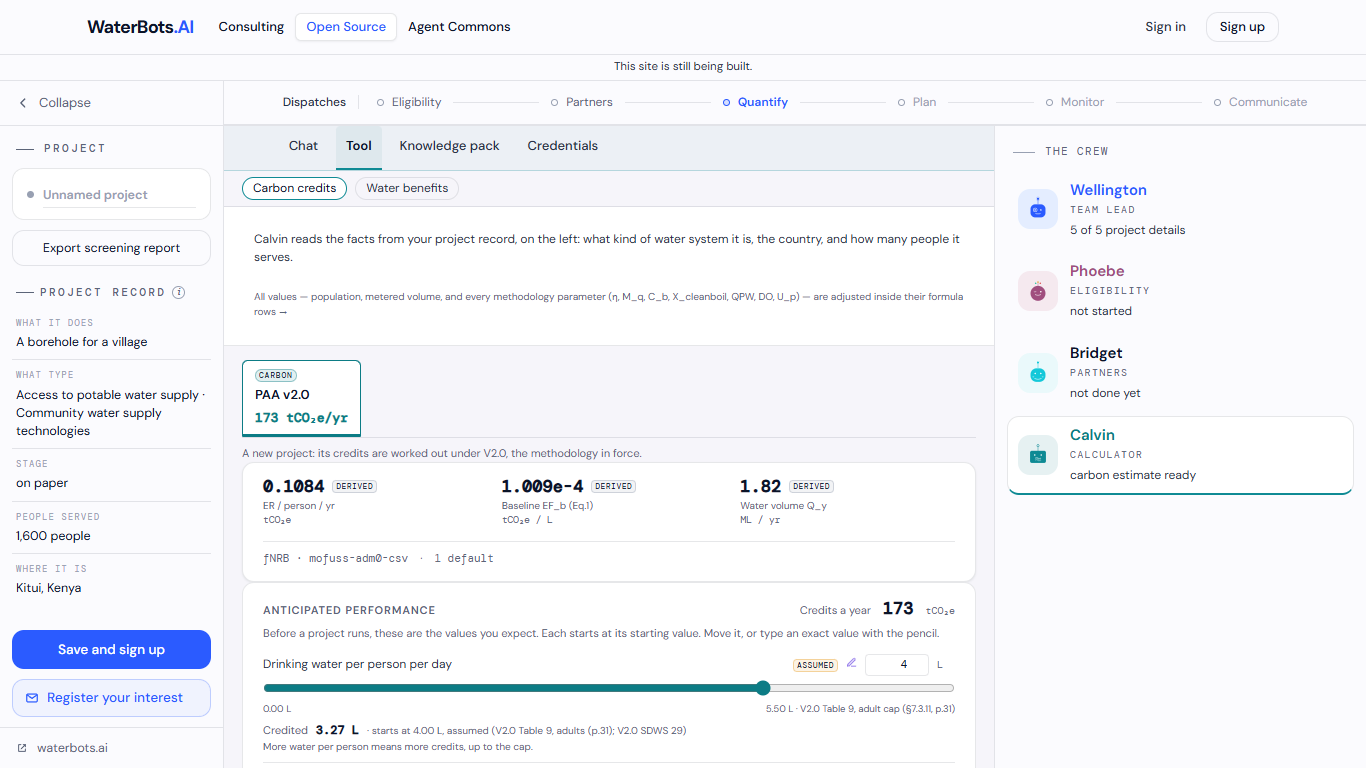 WaterBots.AI Consulting Open Source Agent Commons Sign in Sign up
This site is still being built.
Collapse
Dispatches Eligibility Partners Quantify Plan Monitor Communicate
PROJECT
Unnamed project
Export screening report
PROJECT RECORD i
WHAT IT DOES
A borehole for a village
WHAT TYPE
Access to potable water supply ·
Community water supply
technologies
STAGE
on paper
PEOPLE SERVED
1,600 people
WHERE IT IS
Kitui, Kenya
Save and sign up
Register your interest
waterbots.ai
Chat Tool Knowledge pack Credentials
Carbon credits Water benefits
Calvin reads the facts from your project record, on the left: what kind of water system it is, the country, and how many people it
serves.
All values — population, metered volume, and every methodology parameter (η, M_q, C_b, X_cleanboil, QPW, DO, U_p) — are adjusted inside their formula
rows →
CARBON
PAA v2.0
173 tCO₂e/yr
A new project: its credits are worked out under V2.0, the methodology in force.
0.1084 DERIVED 1.009e-4 DERIVED 1.82 DERIVED
ER / person / yr Baseline EF_b (Eq.1) Water volume Q_y
tCO₂e tCO₂e / L ML / yr
ƒNRB · mofuss-adm0-csv · 1 default
ANTICIPATED PERFORMANCE Credits a year 173 tCO₂e
Before a project runs, these are the values you expect. Each starts at its starting value. Move it, or type an exact value with the pencil.
Drinking water per person per day ASSUMED 4 L
0.00 L 5.50 L · V2.0 Table 9, adult cap (§7.3.11, p.31)
Credited 3.27 L · starts at 4.00 L, assumed (V2.0 Table 9, adults (p.31); V2.0 SDWS 29)
More water per person means more credits, up to the cap.
THE CREW
Wellington
TEAM LEAD
5 of 5 project details
Phoebe
ELIGIBILITY
not started
Bridget
PARTNERS
not done yet
Calvin
CALCULATOR
carbon estimate ready